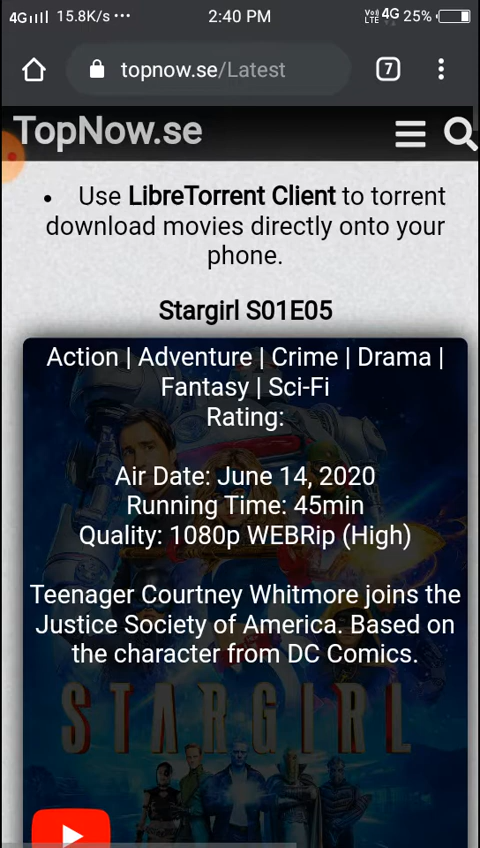 4G 15.8K/s ··· 2:40 PM VoI LTE 4G 25%
topnow.se/Latest 7
TopNow.se
• Use LibreTorrent Client to torrent
download movies directly onto your
phone.
Stargirl S01E05
Action | Adventure | Crime | Drama |
Fantasy | Sci-Fi
Rating:
Air Date: June 14, 2020
Running Time: 45min
Quality: 1080p WEBRip (High)
Teenager Courtney Whitmore joins the
Justice Society of America. Based on
the character from DC Comics.
STARGIRL